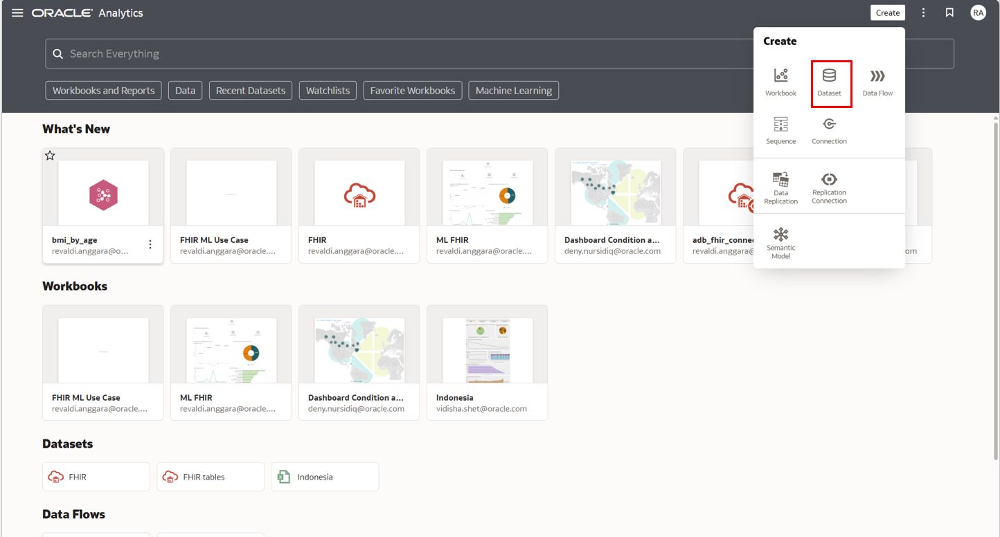 ORACLE Analytics
Create
RA
Search Everything
Workbooks and Reports
Data
Recent Datasets
Watchlists
Favorite Workbooks
Machine Learning
Create
Workbook
Dataset
Data Flow
Sequence
Connection
Data
Replication
Replication
Connection
Semantic
Model
What's New
bmi_by_age
revaldi.anggara@o...
FHIR ML Use Case
revaldi.anggara@oracle....
FHIR
revaldi.anggara@oracle....
ML FHIR
revaldi.anggara@oracle....
Dashboard Condition a...
deny.nursidiq@oracle.com
adb_fhir_conne
revaldi.angga
om
Workbooks
FHIR ML Use Case
revaldi.anggara@oracle....
ML FHIR
revaldi.anggara@oracle....
Dashboard Condition a...
deny.nursidiq@oracle.com
Indonesia
vidisha.shet@oracle.com
Datasets
FHIR
FHIR tables
Indonesia
Data Flows